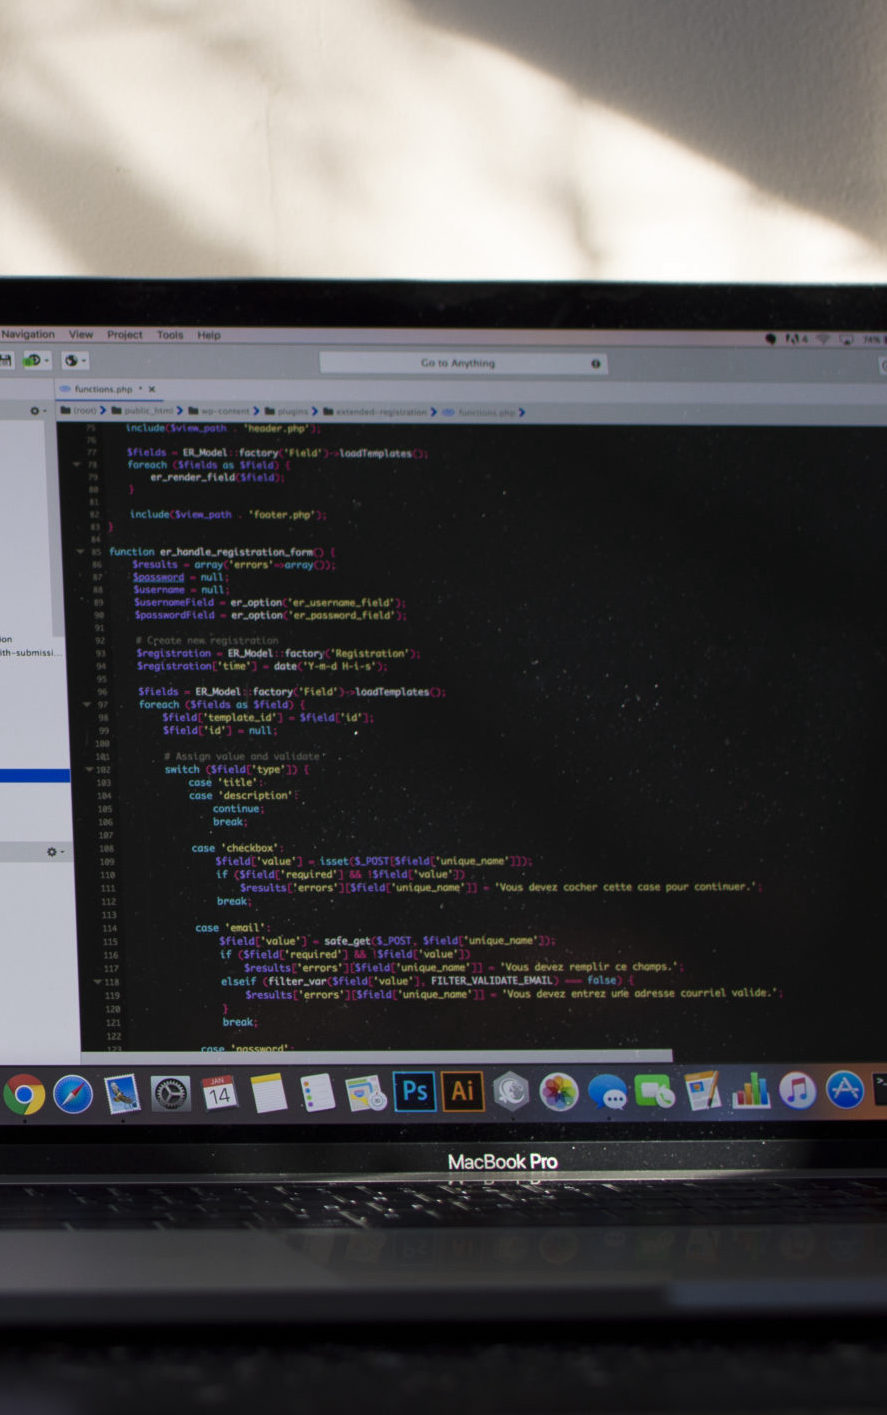 Navigation View Project Tools Help
4 74%
Go to Anything
functions.php * ×
(root) public_html wp-content plugins extended-registration functions.php
75 include($view_path . 'header.php');
76
77 $fields = ER_Model::factory('Field')->loadTemplates();
78 foreach ($fields as $field) {
79 er_render_field($field);
80 }
81
82 include($view_path . 'footer.php');
83 }
84
85 function er_handle_registration_form() {
86 $results = array('errors'=>array());
87 $password = null;
88 $username = null;
89 $usernameField = er_option('er_username_field');
90 $passwordField = er_option('er_password_field');
91
92 # Create new registration
93 $registration = ER_Model::factory('Registration');
94 $registration['time'] = date('Y-m-d H-i-s');
95
96 $fields = ER_Model::factory('Field')->loadTemplates();
97 foreach ($fields as $field) {
98 $field['template_id'] = $field['id'];
99 $field['id'] = null;
100
101 # Assign value and validate
102 switch ($field['type']) {
103 case 'title':
104 case 'description':
105 continue;
106 break;
107
108 case 'checkbox':
109 $field['value'] = isset($_POST[$field['unique_name']]);
110 if ($field['required'] && !$field['value'])
111 $results['errors'][$field['unique_name']] = 'Vous devez cocher cette case pour continuer.';
112 break;
113
114 case 'email':
115 $field['value'] = safe_get($_POST, $field['unique_name']);
116 if ($field['required'] && !$field['value'])
117 $results['errors'][$field['unique_name']] = 'Vous devez remplir ce champs.';
118 elseif (filter_var($field['value'], FILTER_VALIDATE_EMAIL) === false) {
119 $results['errors'][$field['unique_name']] = 'Vous devez entrez une adresse courriel valide.';
120 }
121 break;
122
123 case 'password':
ion
ith-submissi...
JAN
14
Ps
Ai
MacBook Pro